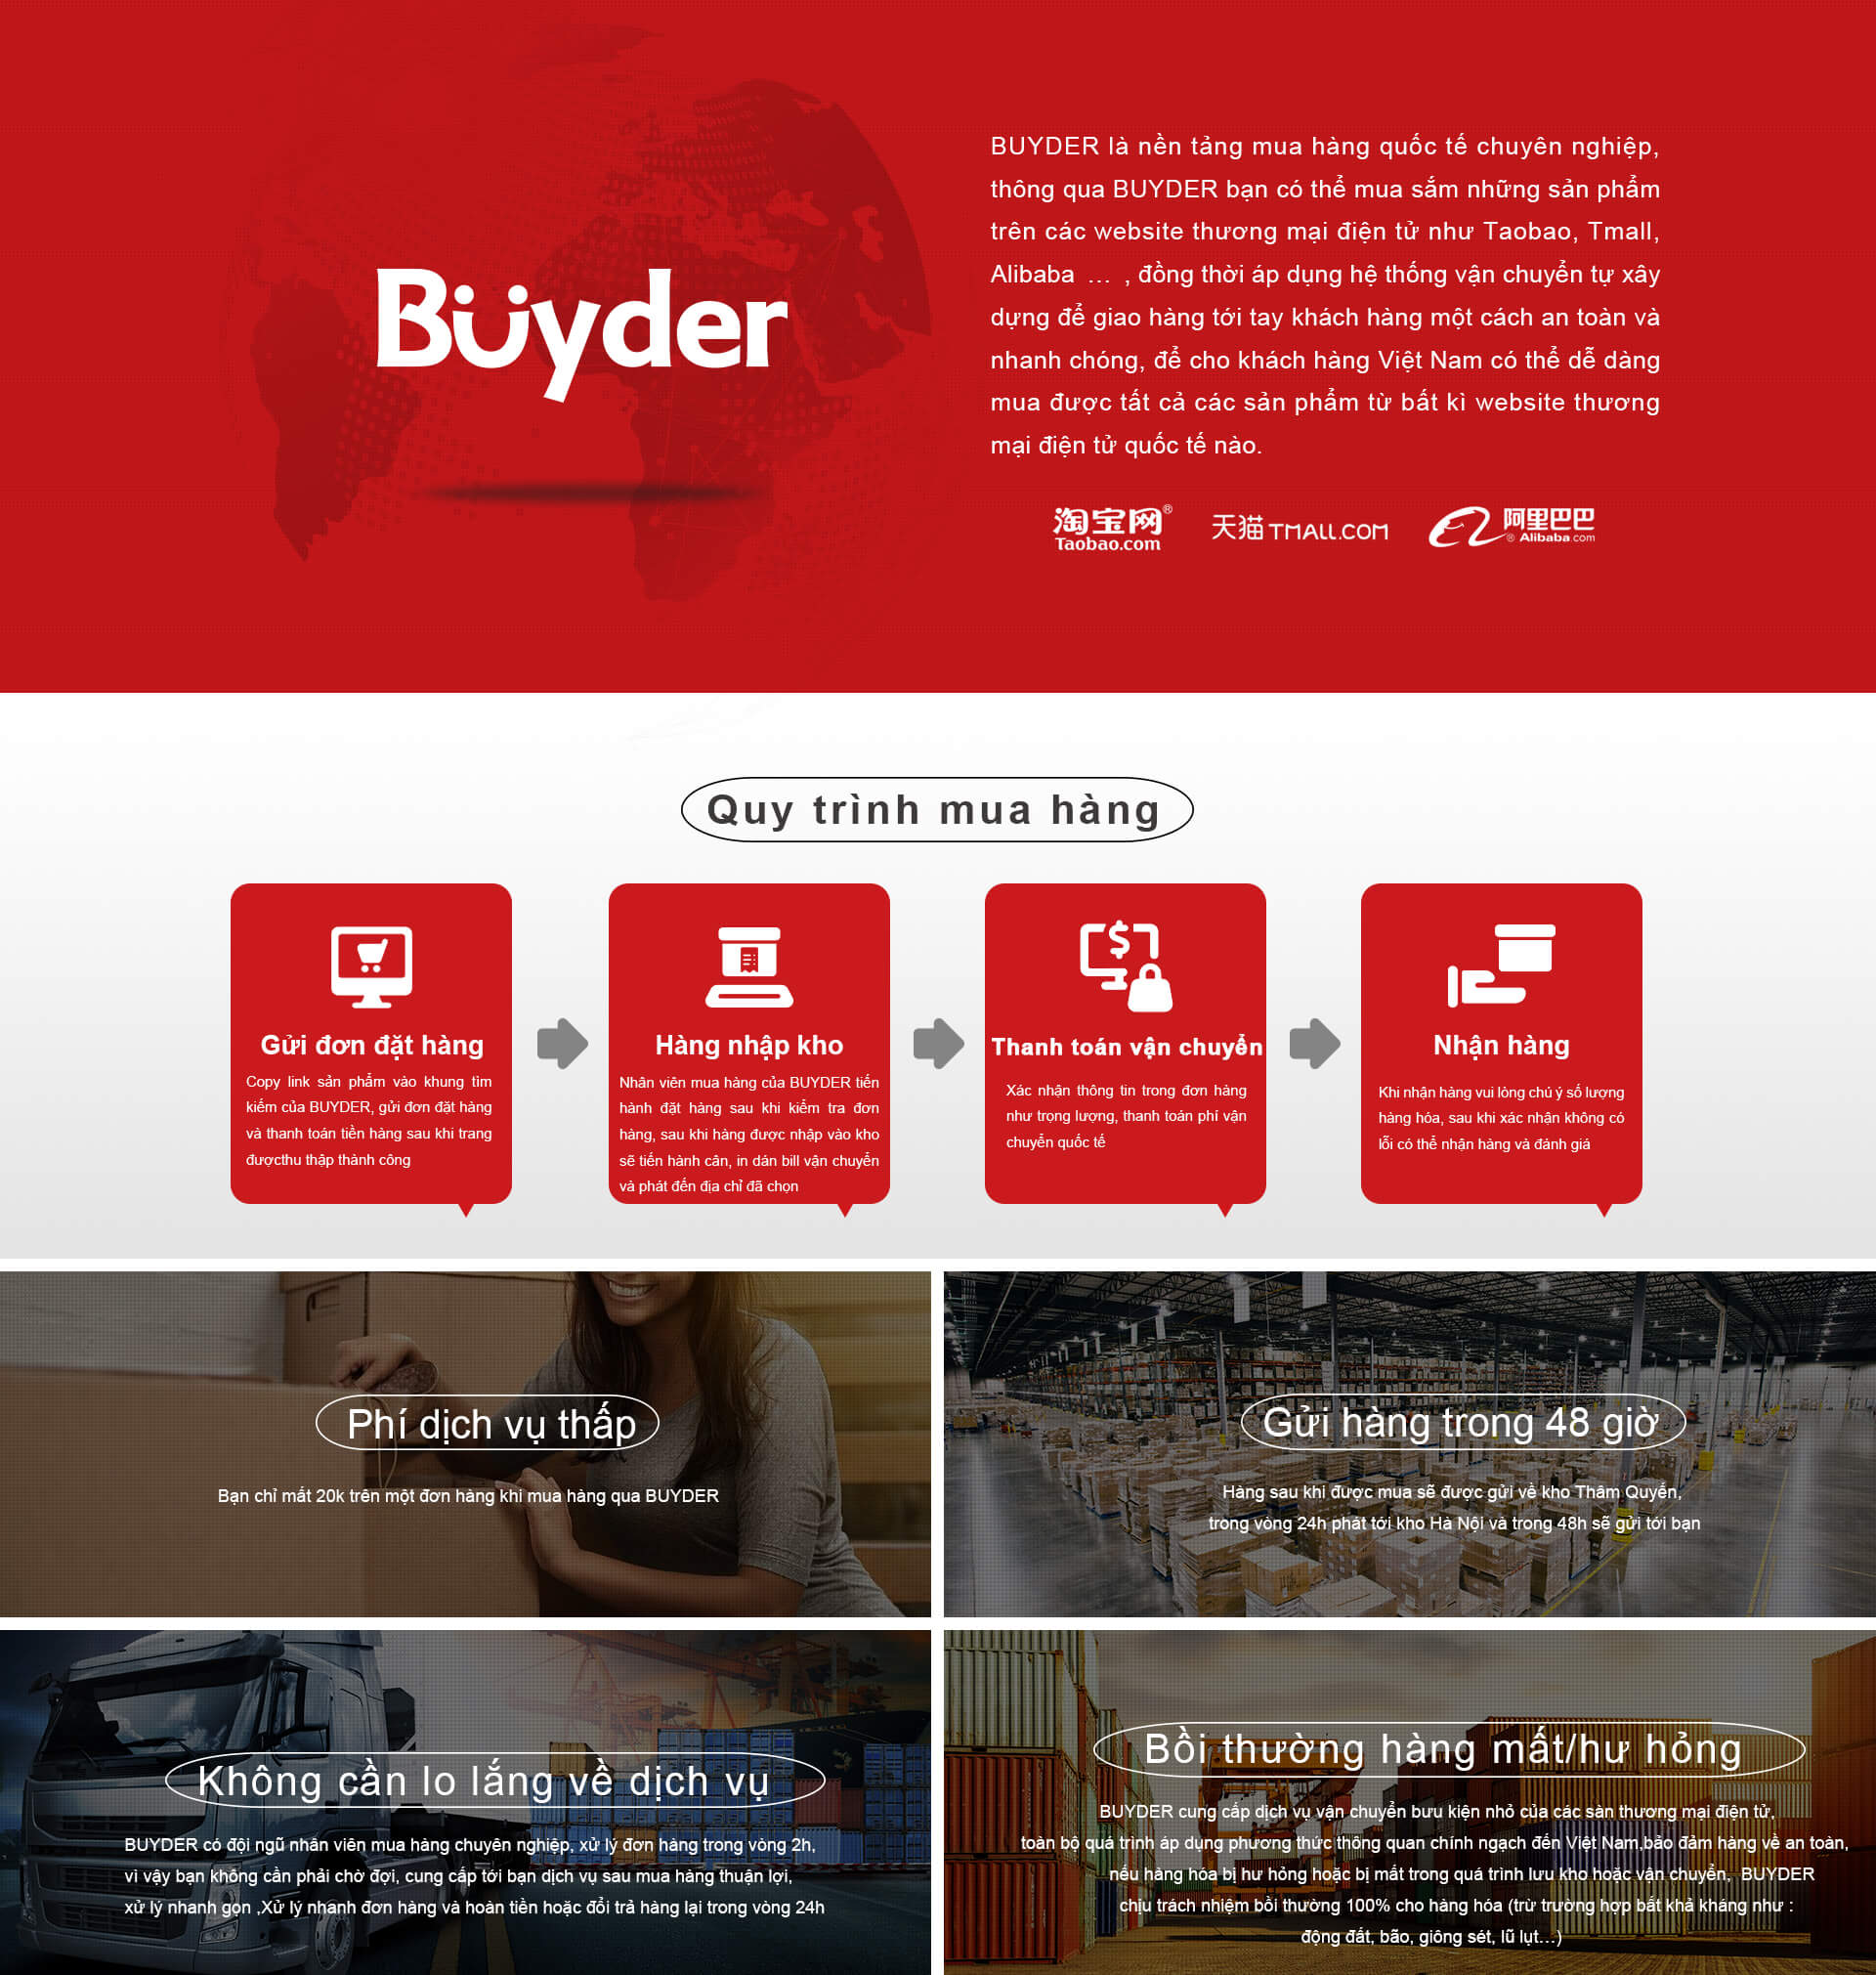 Buyder
BUYDER là nền tảng mua hàng quốc tế chuyên nghiệp,
thông qua BUYDER bạn có thể mua sắm những sản phẩm
trên các website thương mại điện tử như Taobao, Tmall,
Alibaba … , đồng thời áp dụng hệ thống vận chuyển tự xây
dựng để giao hàng tới tay khách hàng một cách an toàn và
nhanh chóng, để cho khách hàng Việt Nam có thể dễ dàng
mua được tất cả các sản phẩm từ bất kì website thương
mại điện tử quốc tế nào.
淘宝网® 天猫 TMALL.COM 阿里巴巴
Taobao.com ® Alibaba.com
Quy trình mua hàng
Gửi đơn đặt hàng
Copy link sản phẩm vào khung tìm
kiếm của BUYDER, gửi đơn đặt hàng
và thanh toán tiền hàng sau khi trang
đượcthu thập thành công
Hàng nhập kho
Nhân viên mua hàng của BUYDER tiến
hành đặt hàng sau khi kiểm tra đơn
hàng, sau khi hàng được nhập vào kho
sẽ tiến hành cân, in dán bill vận chuyển
và phát đến địa chỉ đã chọn
Thanh toán vận chuyển
Xác nhận thông tin trong đơn hàng
như trọng lượng, thanh toán phí vận
chuyển quốc tế
Nhận hàng
Khi nhận hàng vui lòng chú ý số lượng
hàng hóa, sau khi xác nhận không có
lỗi có thể nhận hàng và đánh giá
Phí dịch vụ thấp
Bạn chỉ mất 20k trên một đơn hàng khi mua hàng qua BUYDER
Gửi hàng trong 48 giờ
Hàng sau khi được mua sẽ được gửi về kho Thâm Quyến,
trong vòng 24h phát tới kho Hà Nội và trong 48h sẽ gửi tới bạn
Không cần lo lắng về dịch vụ
BUYDER có đội ngũ nhân viên mua hàng chuyên nghiệp, xử lý đơn hàng trong vòng 2h,
vì vậy bạn không cần phải chờ đợi, cung cấp tới bạn dịch vụ sau mua hàng thuận lợi,
xử lý nhanh gọn ,Xử lý nhanh đơn hàng và hoàn tiền hoặc đổi trả hàng lại trong vòng 24h
Bồi thường hàng mất/hư hỏng
BUYDER cung cấp dịch vụ vận chuyển bưu kiện nhỏ của các sàn thương mại điện tử,
toàn bộ quá trình áp dụng phương thức thông quan chính ngạch đến Việt Nam,bảo đảm hàng về an toàn,
nếu hàng hóa bị hư hỏng hoặc bị mất trong quá trình lưu kho hoặc vận chuyển, BUYDER
chịu trách nhiệm bồi thường 100% cho hàng hóa (trừ trường hợp bất khả kháng như :
động đất, bão, giông sét, lũ lụt…)